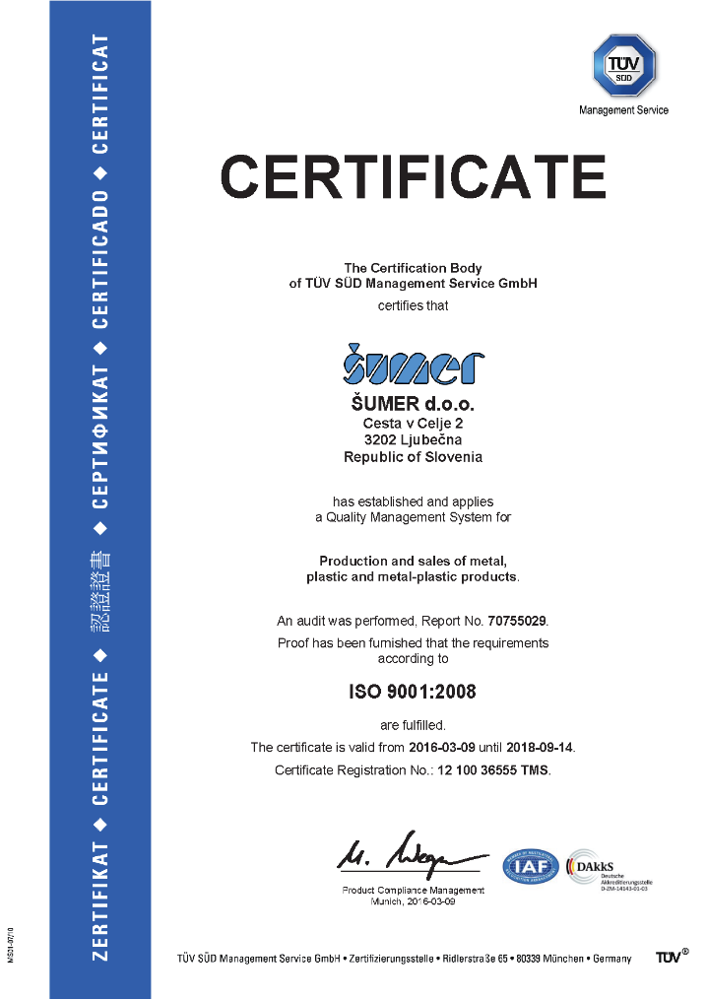 TÜV
SÜD
Management Service
CERTIFICATE
The Certification Body
of TÜV SÜD Management Service GmbH
certifies that
šumer
ŠUMER d.o.o.
Cesta v Celje 2
3202 Ljubečna
Republic of Slovenia
has established and applies
a Quality Management System for
Production and sales of metal,
plastic and metal-plastic products.
An audit was performed, Report No. 70755029.
Proof has been furnished that the requirements
according to
ISO 9001:2008
are fulfilled.
The certificate is valid from 2016-03-09 until 2018-09-14.
Certificate Registration No.: 12 100 36555 TMS.
Product Compliance Management
Munich, 2016-03-09
IAF
DAkkS
Deutsche
Akkreditierungsstelle
D-ZM-14143-01-03
TÜV SÜD Management Service GmbH • Zertifizierungsstelle • Ridlerstraße 65 • 80339 München • Germany
TÜV®
ZERTIFIKAT ◆ CERTIFICATE ◆ 認證證書 ◆ СЕРТИФИКАТ ◆ CERTIFICADO ◆ CERTIFICAT
MS01-07/10